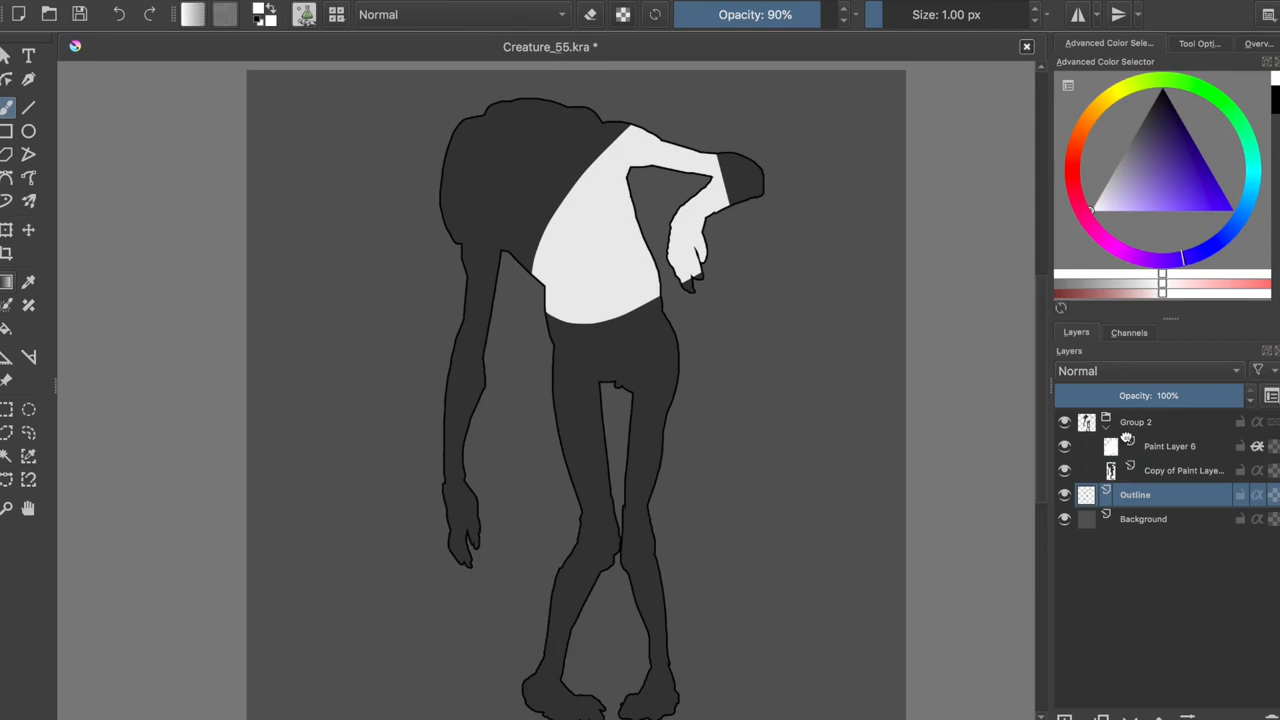 Normal
Opacity: 90%
Size: 1.00 px
Creature_55.kra *
Advanced Color Sele...
Tool Opti...
Overv...
Advanced Color Selector
Layers
Channels
Layers
Normal
Opacity: 100%
Group 2
Paint Layer 6
Copy of Paint Laye...
Outline
Background